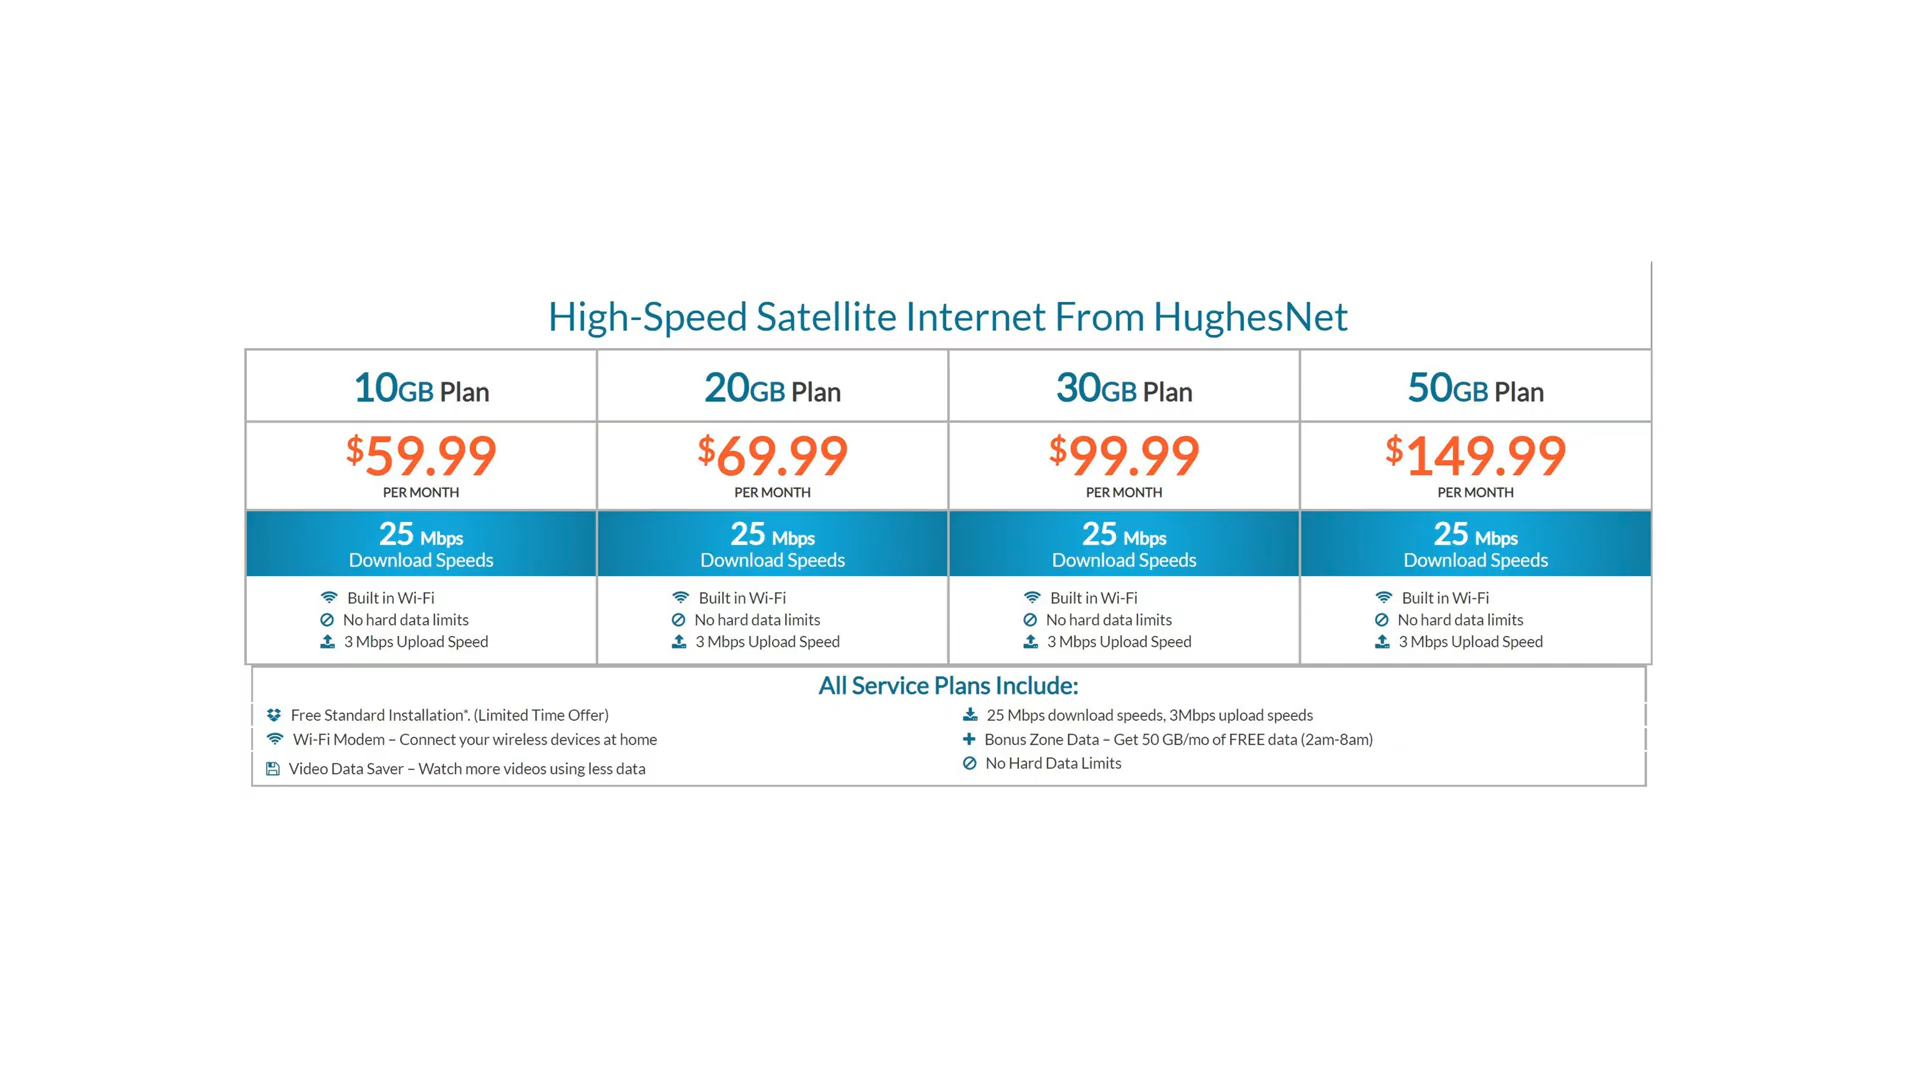 High-Speed Satellite Internet From HughesNet
10GB Plan
20GB Plan
30GB Plan
50GB Plan
$59.99
PER MONTH
$69.99
PER MONTH
$99.99
PER MONTH
$149.99
PER MONTH
25 Mbps
Download Speeds
25 Mbps
Download Speeds
25 Mbps
Download Speeds
25 Mbps
Download Speeds
Built in Wi-Fi
No hard data limits
3 Mbps Upload Speed
Built in Wi-Fi
No hard data limits
3 Mbps Upload Speed
Built in Wi-Fi
No hard data limits
3 Mbps Upload Speed
Built in Wi-Fi
No hard data limits
3 Mbps Upload Speed
All Service Plans Include:
Free Standard Installation*. (Limited Time Offer)
Wi-Fi Modem – Connect your wireless devices at home
Video Data Saver – Watch more videos using less data
25 Mbps download speeds, 3Mbps upload speeds
Bonus Zone Data – Get 50 GB/mo of FREE data (2am-8am)
No Hard Data Limits